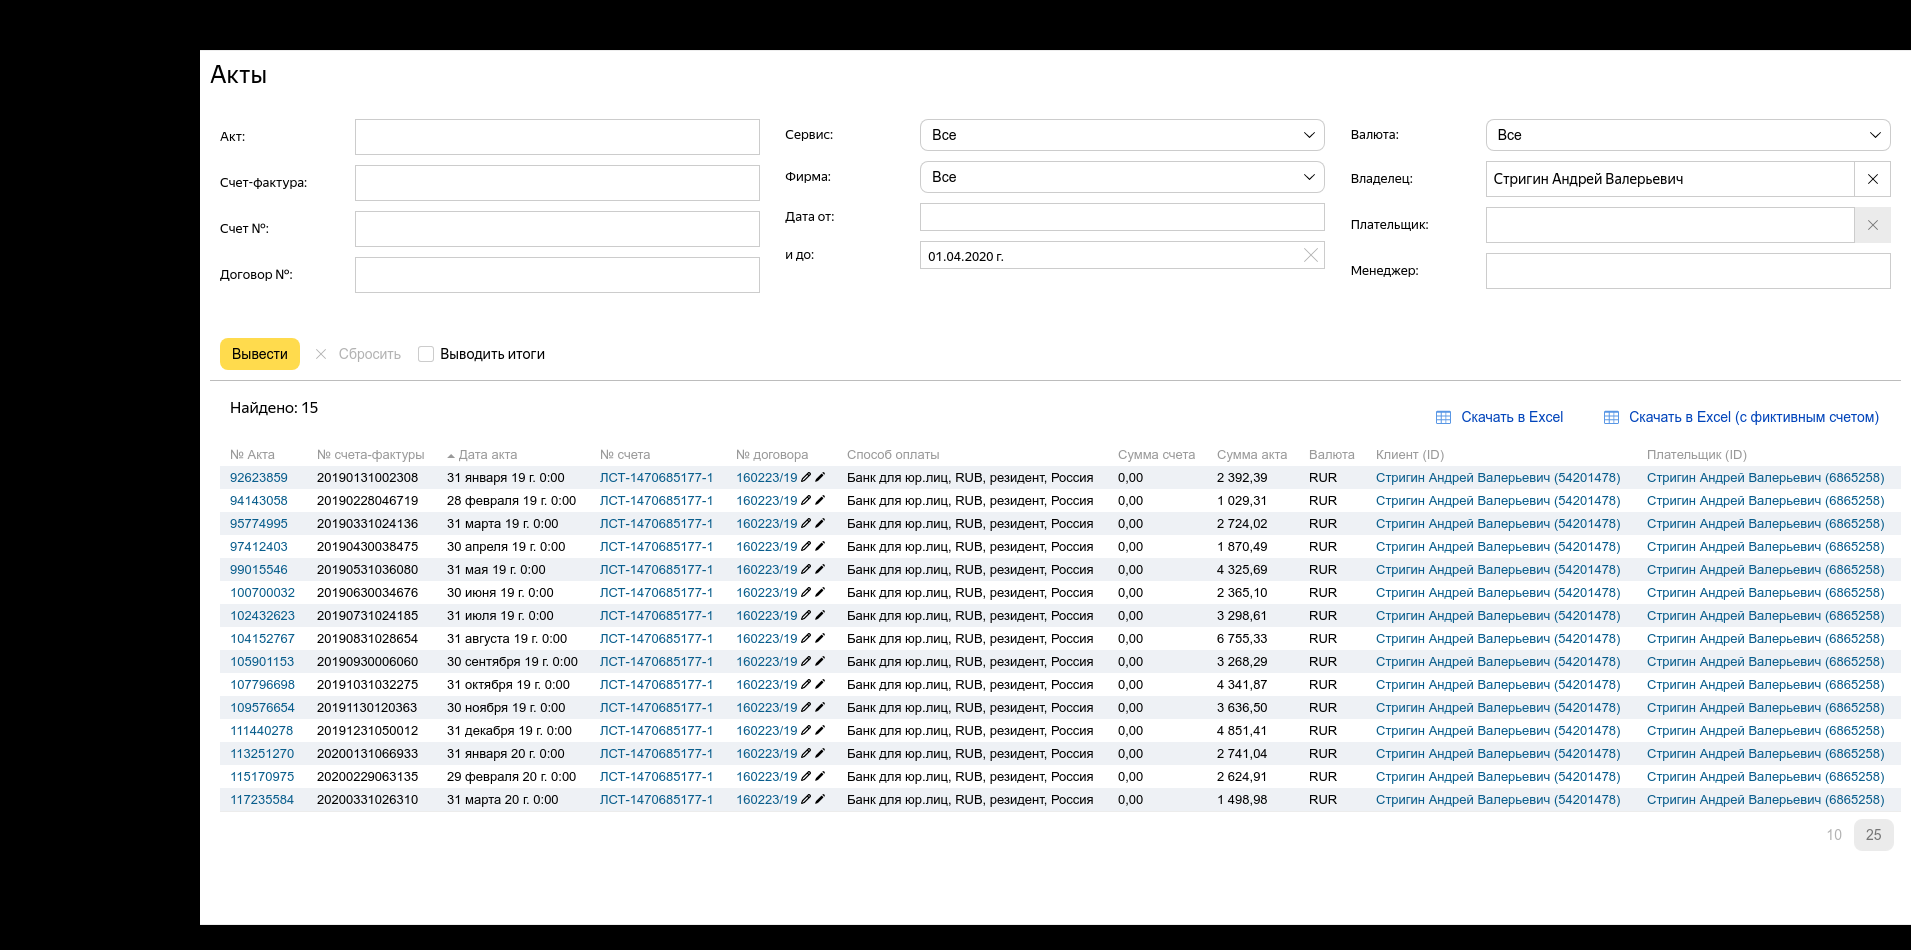 Акты
Акт:
Счет-фактура:
Счет №:
Договор №:
Сервис: Все
Фирма: Все
Дата от:
и до: 01.04.2020 г.
Валюта: Все
Владелец: Стригин Андрей Валерьевич
Плательщик:
Менеджер:
Вывести Сбросить Выводить итоги
Найдено: 15
Скачать в Excel Скачать в Excel (с фиктивным счетом)
№ Акта № счета-фактуры Дата акта № счета № договора Способ оплаты Сумма счета Сумма акта Валюта Клиент (ID) Плательщик (ID)
92623859 20190131002308 31 января 19 г. 0:00 ЛСТ-1470685177-1 160223/19 Банк для юр.лиц, RUB, резидент, Россия 0,00 2 392,39 RUR Стригин Андрей Валерьевич (54201478) Стригин Андрей Валерьевич (6865258)
94143058 20190228046719 28 февраля 19 г. 0:00 ЛСТ-1470685177-1 160223/19 Банк для юр.лиц, RUB, резидент, Россия 0,00 1 029,31 RUR Стригин Андрей Валерьевич (54201478) Стригин Андрей Валерьевич (6865258)
95774995 20190331024136 31 марта 19 г. 0:00 ЛСТ-1470685177-1 160223/19 Банк для юр.лиц, RUB, резидент, Россия 0,00 2 724,02 RUR Стригин Андрей Валерьевич (54201478) Стригин Андрей Валерьевич (6865258)
97412403 20190430038475 30 апреля 19 г. 0:00 ЛСТ-1470685177-1 160223/19 Банк для юр.лиц, RUB, резидент, Россия 0,00 1 870,49 RUR Стригин Андрей Валерьевич (54201478) Стригин Андрей Валерьевич (6865258)
99015546 20190531036080 31 мая 19 г. 0:00 ЛСТ-1470685177-1 160223/19 Банк для юр.лиц, RUB, резидент, Россия 0,00 4 325,69 RUR Стригин Андрей Валерьевич (54201478) Стригин Андрей Валерьевич (6865258)
100700032 20190630034676 30 июня 19 г. 0:00 ЛСТ-1470685177-1 160223/19 Банк для юр.лиц, RUB, резидент, Россия 0,00 2 365,10 RUR Стригин Андрей Валерьевич (54201478) Стригин Андрей Валерьевич (6865258)
102432623 20190731024185 31 июля 19 г. 0:00 ЛСТ-1470685177-1 160223/19 Банк для юр.лиц, RUB, резидент, Россия 0,00 3 298,61 RUR Стригин Андрей Валерьевич (54201478) Стригин Андрей Валерьевич (6865258)
104152767 20190831028654 31 августа 19 г. 0:00 ЛСТ-1470685177-1 160223/19 Банк для юр.лиц, RUB, резидент, Россия 0,00 6 755,33 RUR Стригин Андрей Валерьевич (54201478) Стригин Андрей Валерьевич (6865258)
105901153 20190930006060 30 сентября 19 г. 0:00 ЛСТ-1470685177-1 160223/19 Банк для юр.лиц, RUB, резидент, Россия 0,00 3 268,29 RUR Стригин Андрей Валерьевич (54201478) Стригин Андрей Валерьевич (6865258)
107796698 20191031032275 31 октября 19 г. 0:00 ЛСТ-1470685177-1 160223/19 Банк для юр.лиц, RUB, резидент, Россия 0,00 4 341,87 RUR Стригин Андрей Валерьевич (54201478) Стригин Андрей Валерьевич (6865258)
109576654 20191130120363 30 ноября 19 г. 0:00 ЛСТ-1470685177-1 160223/19 Банк для юр.лиц, RUB, резидент, Россия 0,00 3 636,50 RUR Стригин Андрей Валерьевич (54201478) Стригин Андрей Валерьевич (6865258)
111440278 20191231050012 31 декабря 19 г. 0:00 ЛСТ-1470685177-1 160223/19 Банк для юр.лиц, RUB, резидент, Россия 0,00 4 851,41 RUR Стригин Андрей Валерьевич (54201478) Стригин Андрей Валерьевич (6865258)
113251270 20200131066933 31 января 20 г. 0:00 ЛСТ-1470685177-1 160223/19 Банк для юр.лиц, RUB, резидент, Россия 0,00 2 741,04 RUR Стригин Андрей Валерьевич (54201478) Стригин Андрей Валерьевич (6865258)
115170975 20200229063135 29 февраля 20 г. 0:00 ЛСТ-1470685177-1 160223/19 Банк для юр.лиц, RUB, резидент, Россия 0,00 2 624,91 RUR Стригин Андрей Валерьевич (54201478) Стригин Андрей Валерьевич (6865258)
117235584 20200331026310 31 марта 20 г. 0:00 ЛСТ-1470685177-1 160223/19 Банк для юр.лиц, RUB, резидент, Россия 0,00 1 498,98 RUR Стригин Андрей Валерьевич (54201478) Стригин Андрей Валерьевич (6865258)
10 25